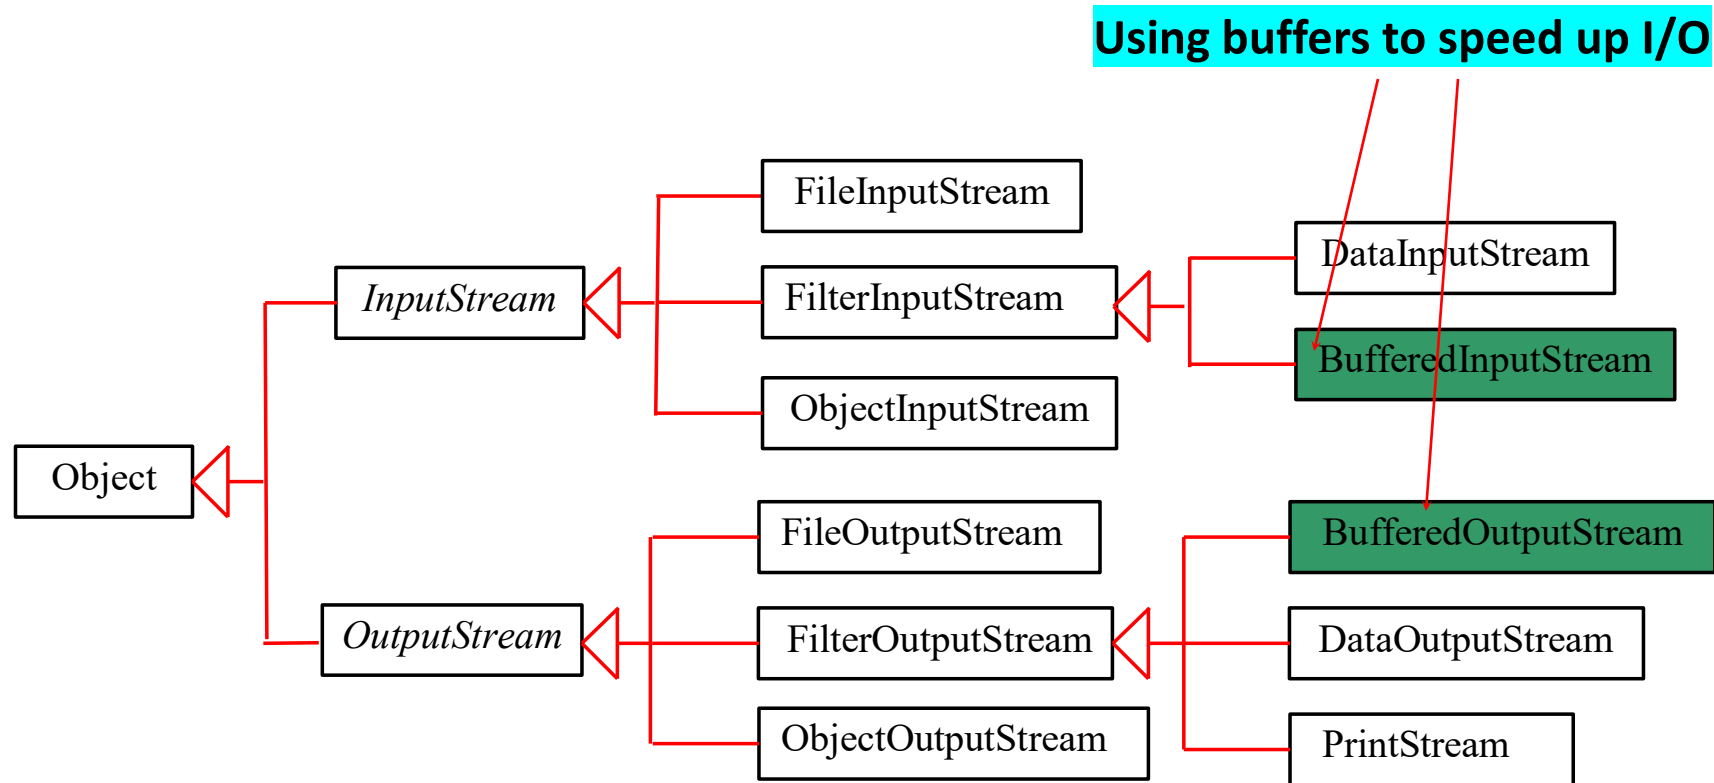 Using buffers to speed up I/O
FileInputStream
DataInputStream
InputStream
FilterInputStream
BufferedInputStream
ObjectInputStream
Object
FileOutputStream
BufferedOutputStream
OutputStream
FilterOutputStream
DataOutputStream
ObjectOutputStream
PrintStream